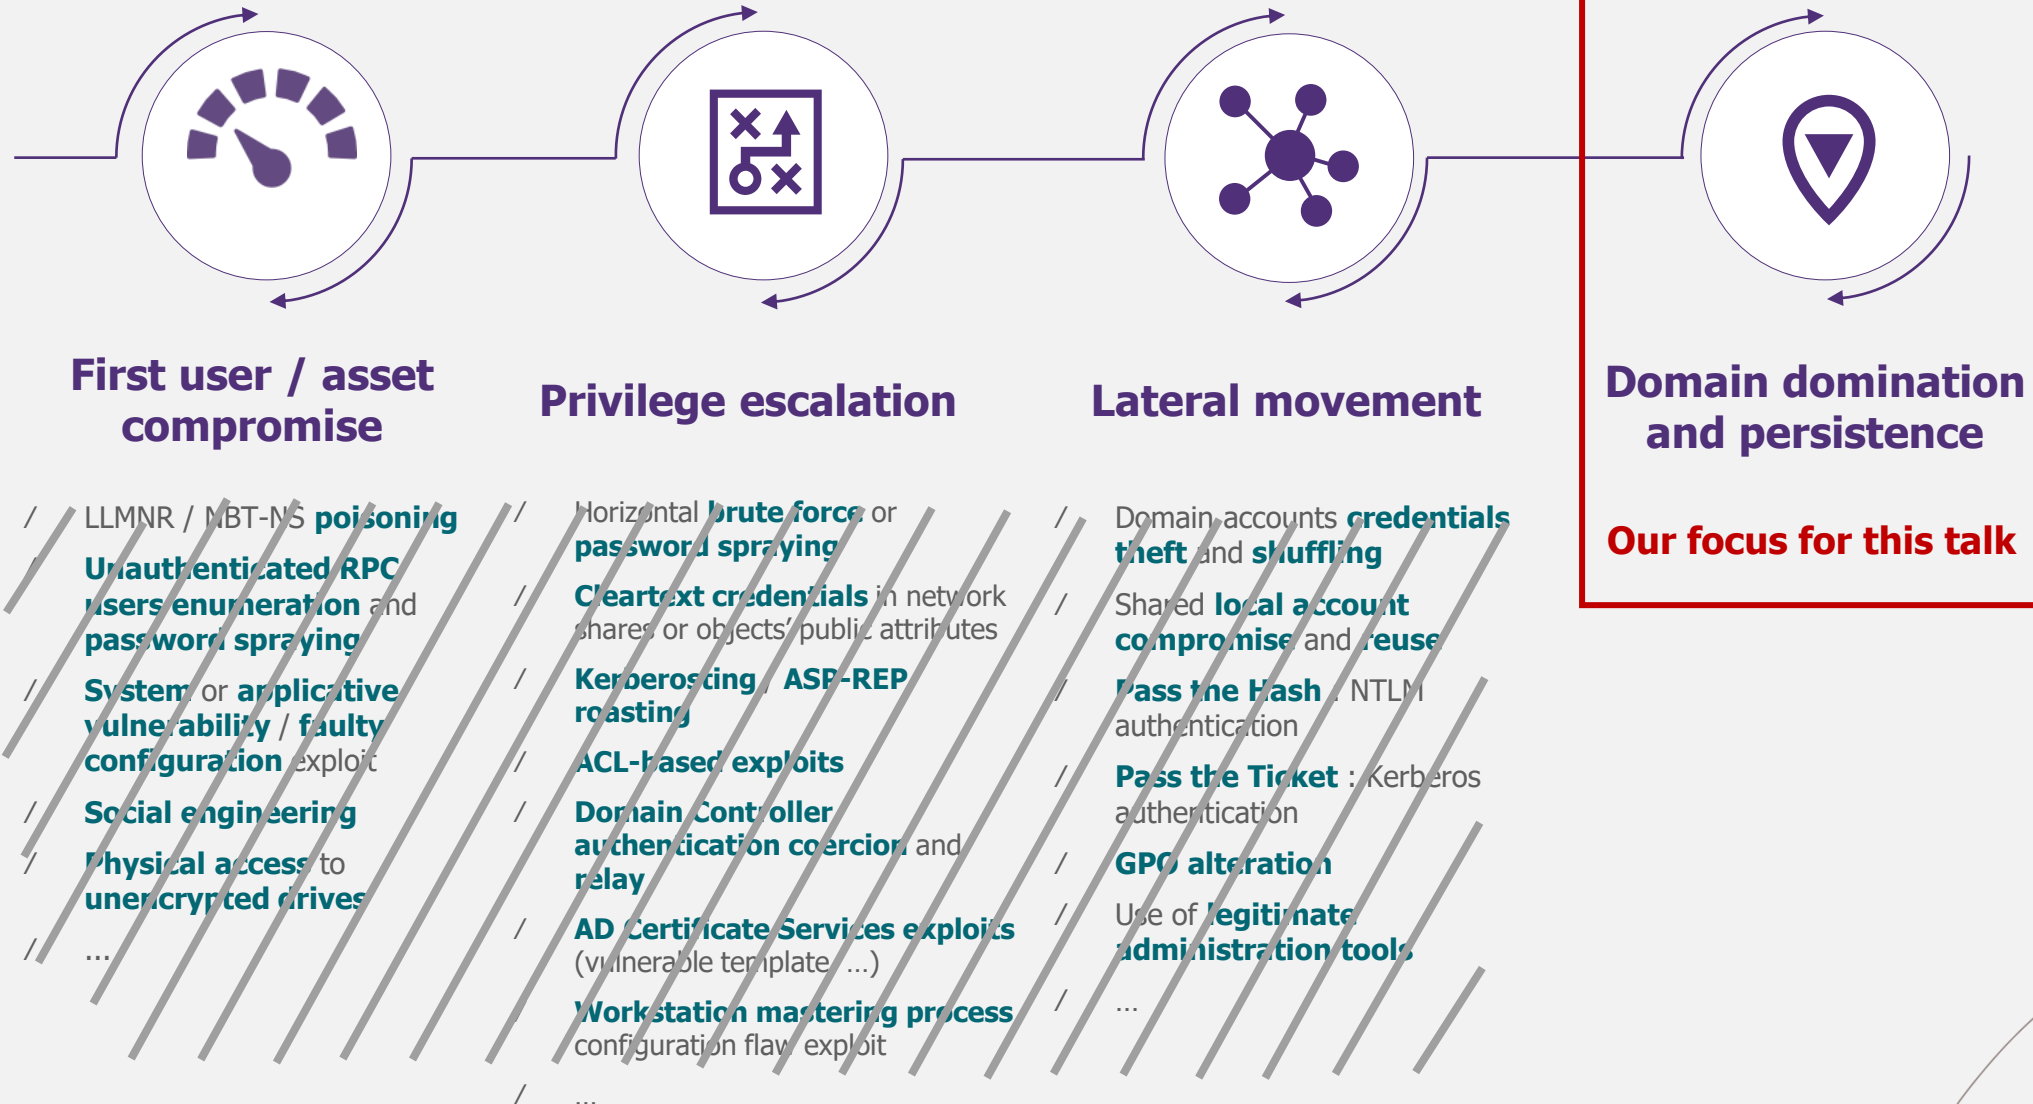 First user / asset
compromise
/ LLMNR / NBT-NS poisoning
/ Unauthenticated RPC
users enumeration and
password spraying
/ System or applicative
vulnerability / faulty
configuration exploit
/ Social engineering
/ Physical access to
unencrypted drives
/ ...
Privilege escalation
/ Horizontal brute force or
password spraying
/ Cleartext credentials in network
shares or objects' public attributes
/ Kerberosting / ASP-REP
roasting
/ ACL-based exploits
/ Domain Controller
authentication coercion and
relay
/ AD Certificate Services exploits
(vulnerable template, …)
/ Workstation mastering process
configuration flaw exploit
/ ...
Lateral movement
/ Domain accounts credentials
theft and shuffling
/ Shared local account
compromise and reuse
/ Pass the Hash : NTLM
authentication
/ Pass the Ticket : Kerberos
authentication
/ GPO alteration
/ Use of legitimate
administration tools
/ ...
Domain domination
and persistence
Our focus for this talk